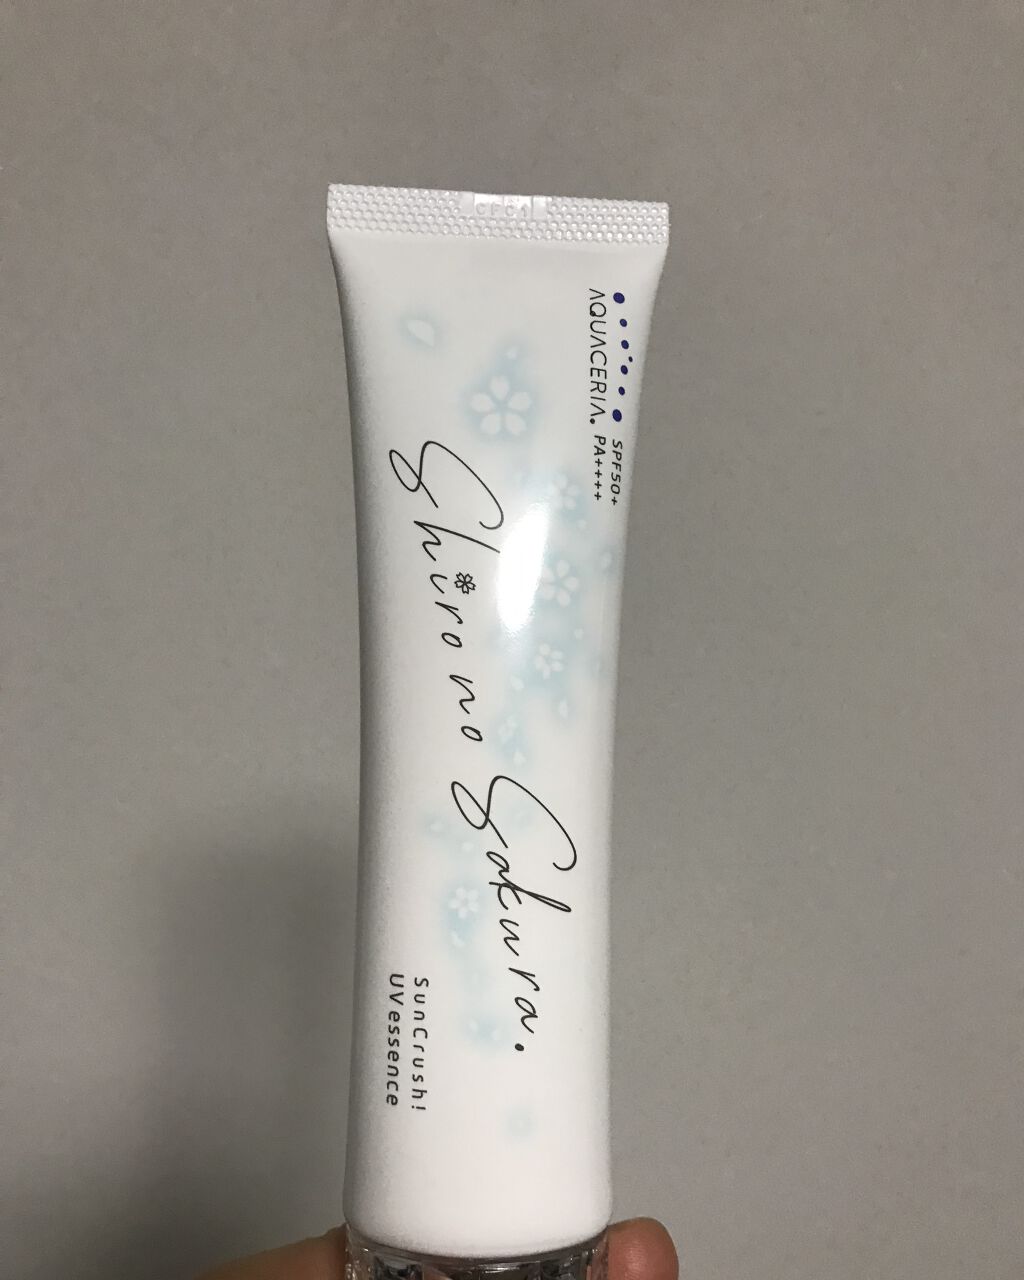 AQUACERIA.
SPF50+
PA++++
Shiro no Sakura.
SunCrush!
UVessence